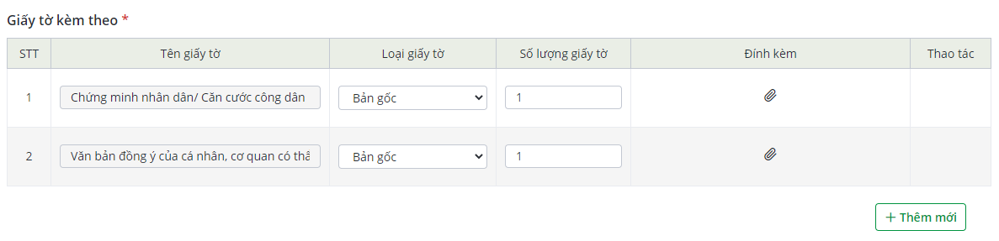 Giấy tờ kèm theo *
STT Tên giấy tờ Loại giấy tờ Số lượng giấy tờ Đính kèm Thao tác
1 Chứng minh nhân dân/ Căn cước công dân Bản gốc 1
2 Văn bản đồng ý của cá nhân, cơ quan có thẩ Bản gốc 1
+ Thêm mới